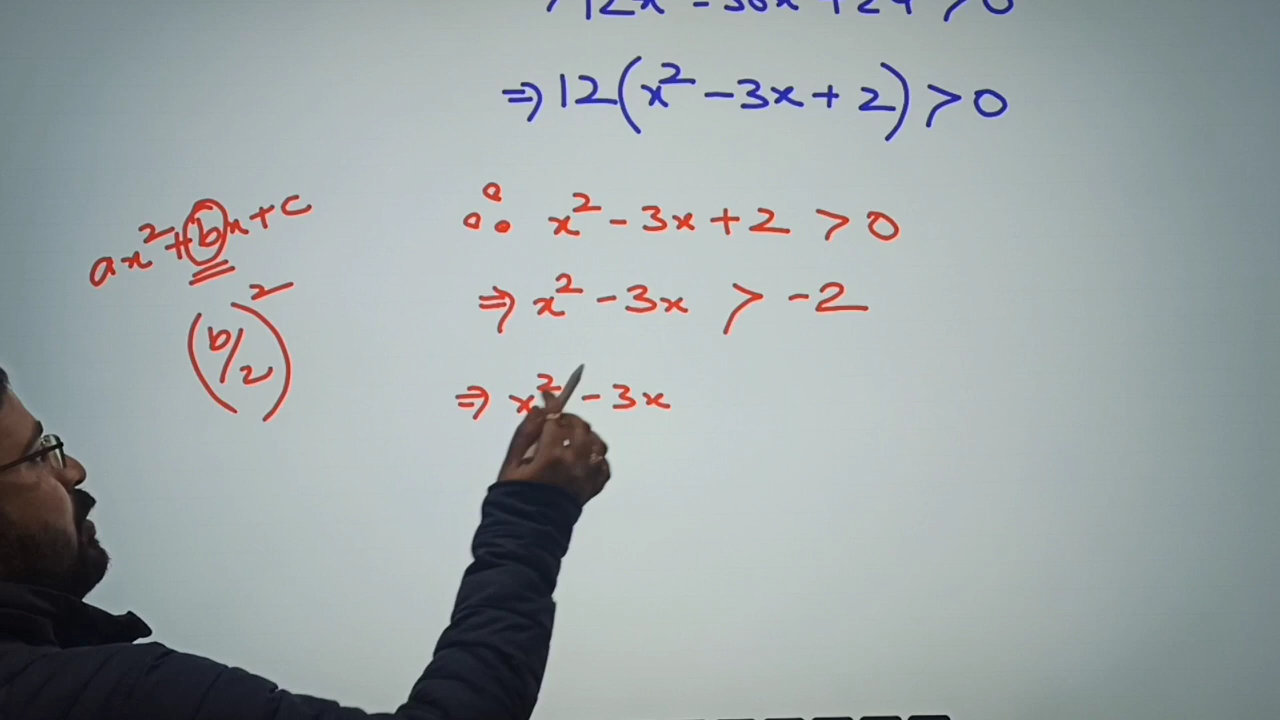 12x² - 36x + 24 > 0
⇒ 12(x² - 3x + 2) > 0
ax² + bx + c
(b/2)²
∴ x² - 3x + 2 > 0
⇒ x² - 3x > -2
⇒ x² - 3x